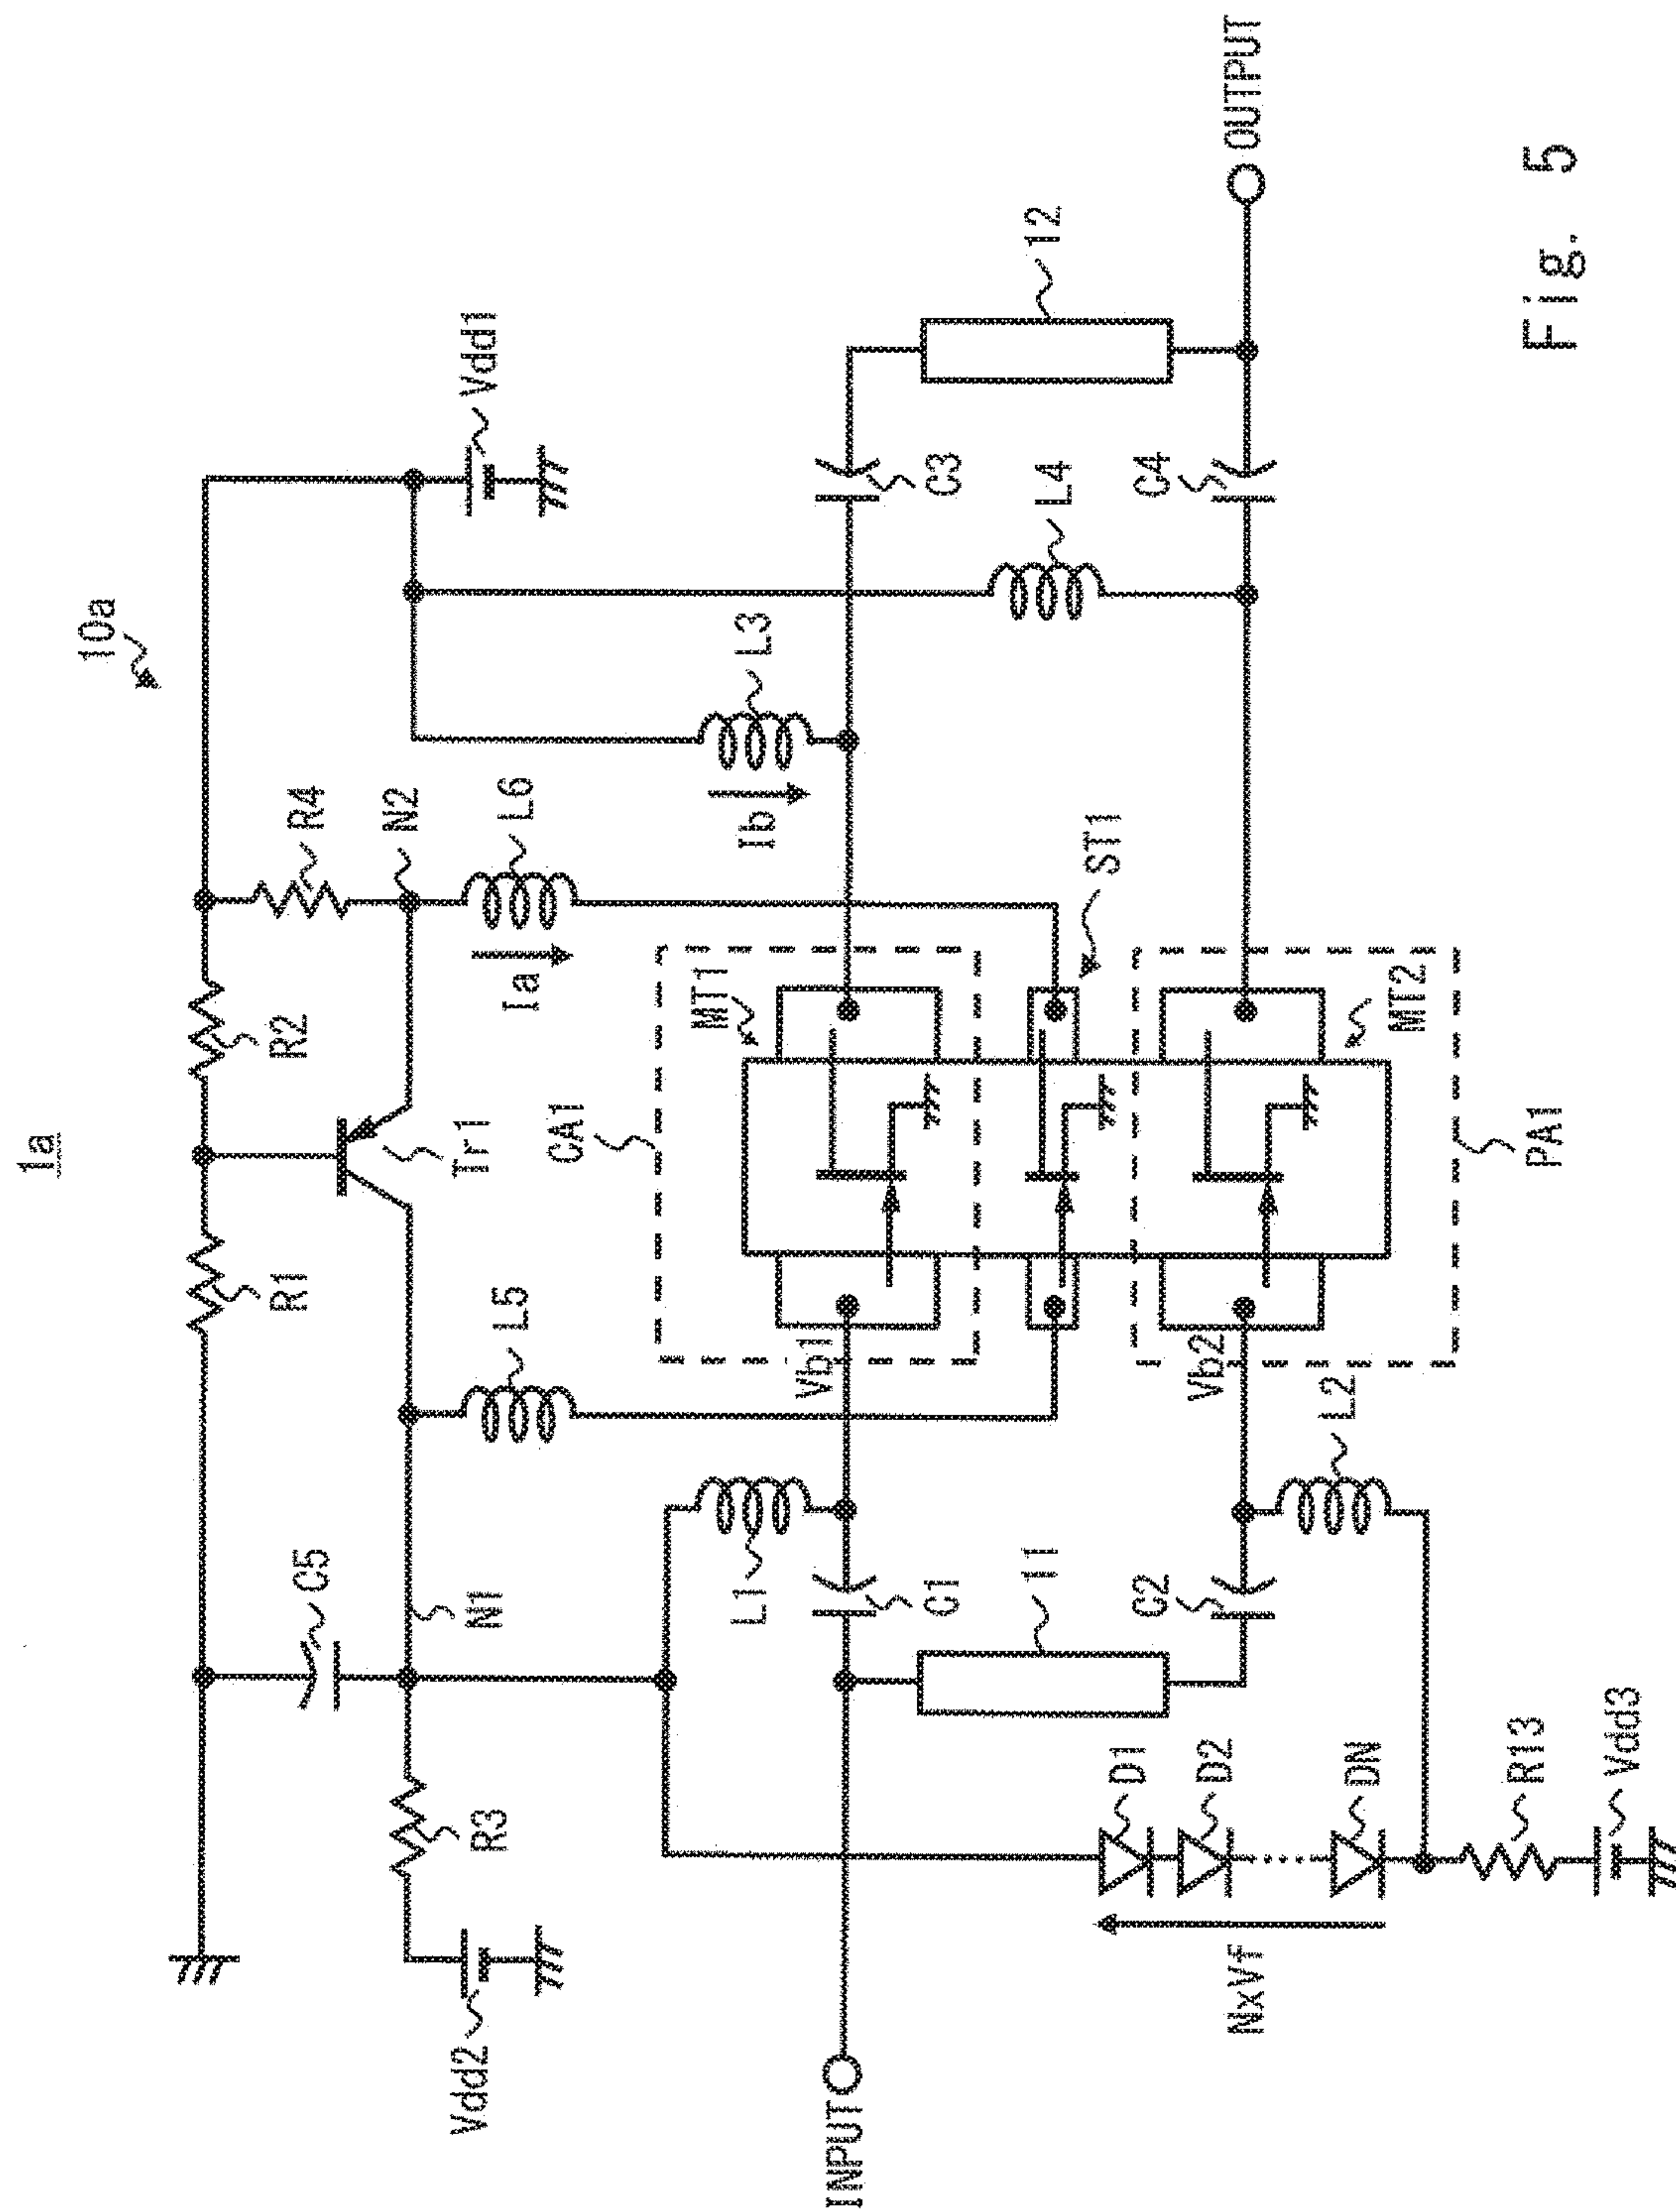 1a
10a
R1
R2
R4
C5
Tr1
N1
N2
R3
Vdd2
Vdd1
L5
L6
Ia
L3
Ib
CA1
MT1
L1
Vb1
C1
C3
INPUT
11
12
ST1
L4
C2
C4
Vb2
L2
MT2
PA1
OUTPUT
D1
D2
DN
NxVf
R13
Vdd3
Fig. 5